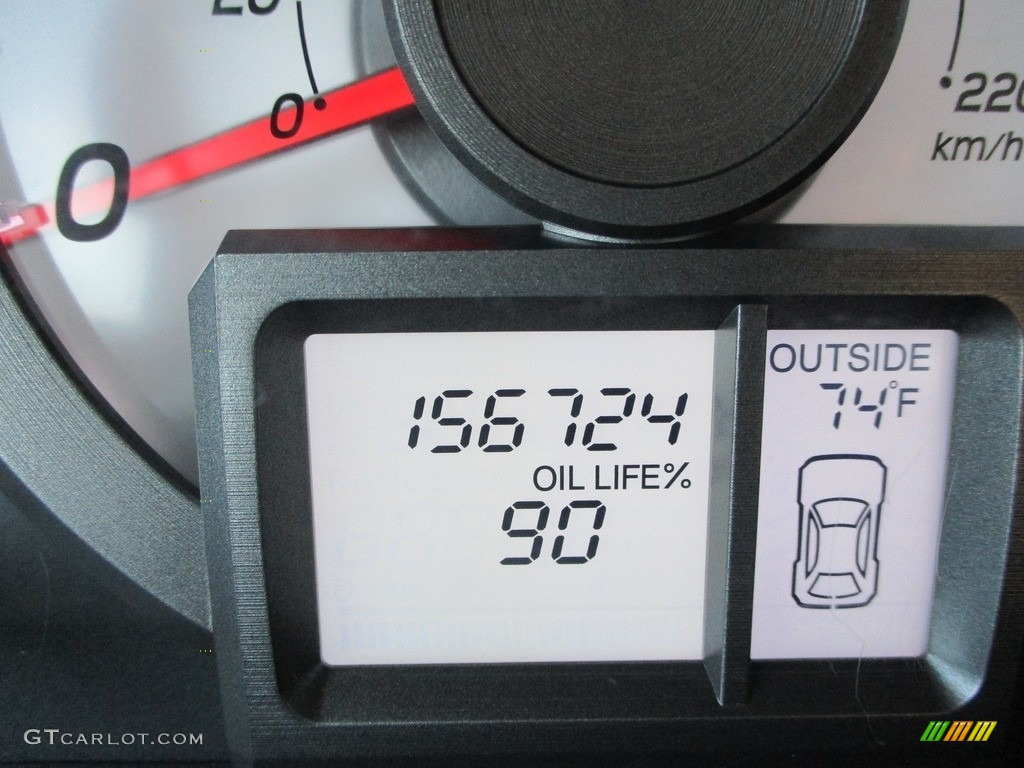 20
0
0
220
km/h
156724
OIL LIFE%
90
OUTSIDE
74°F
GTCARLOT.COM